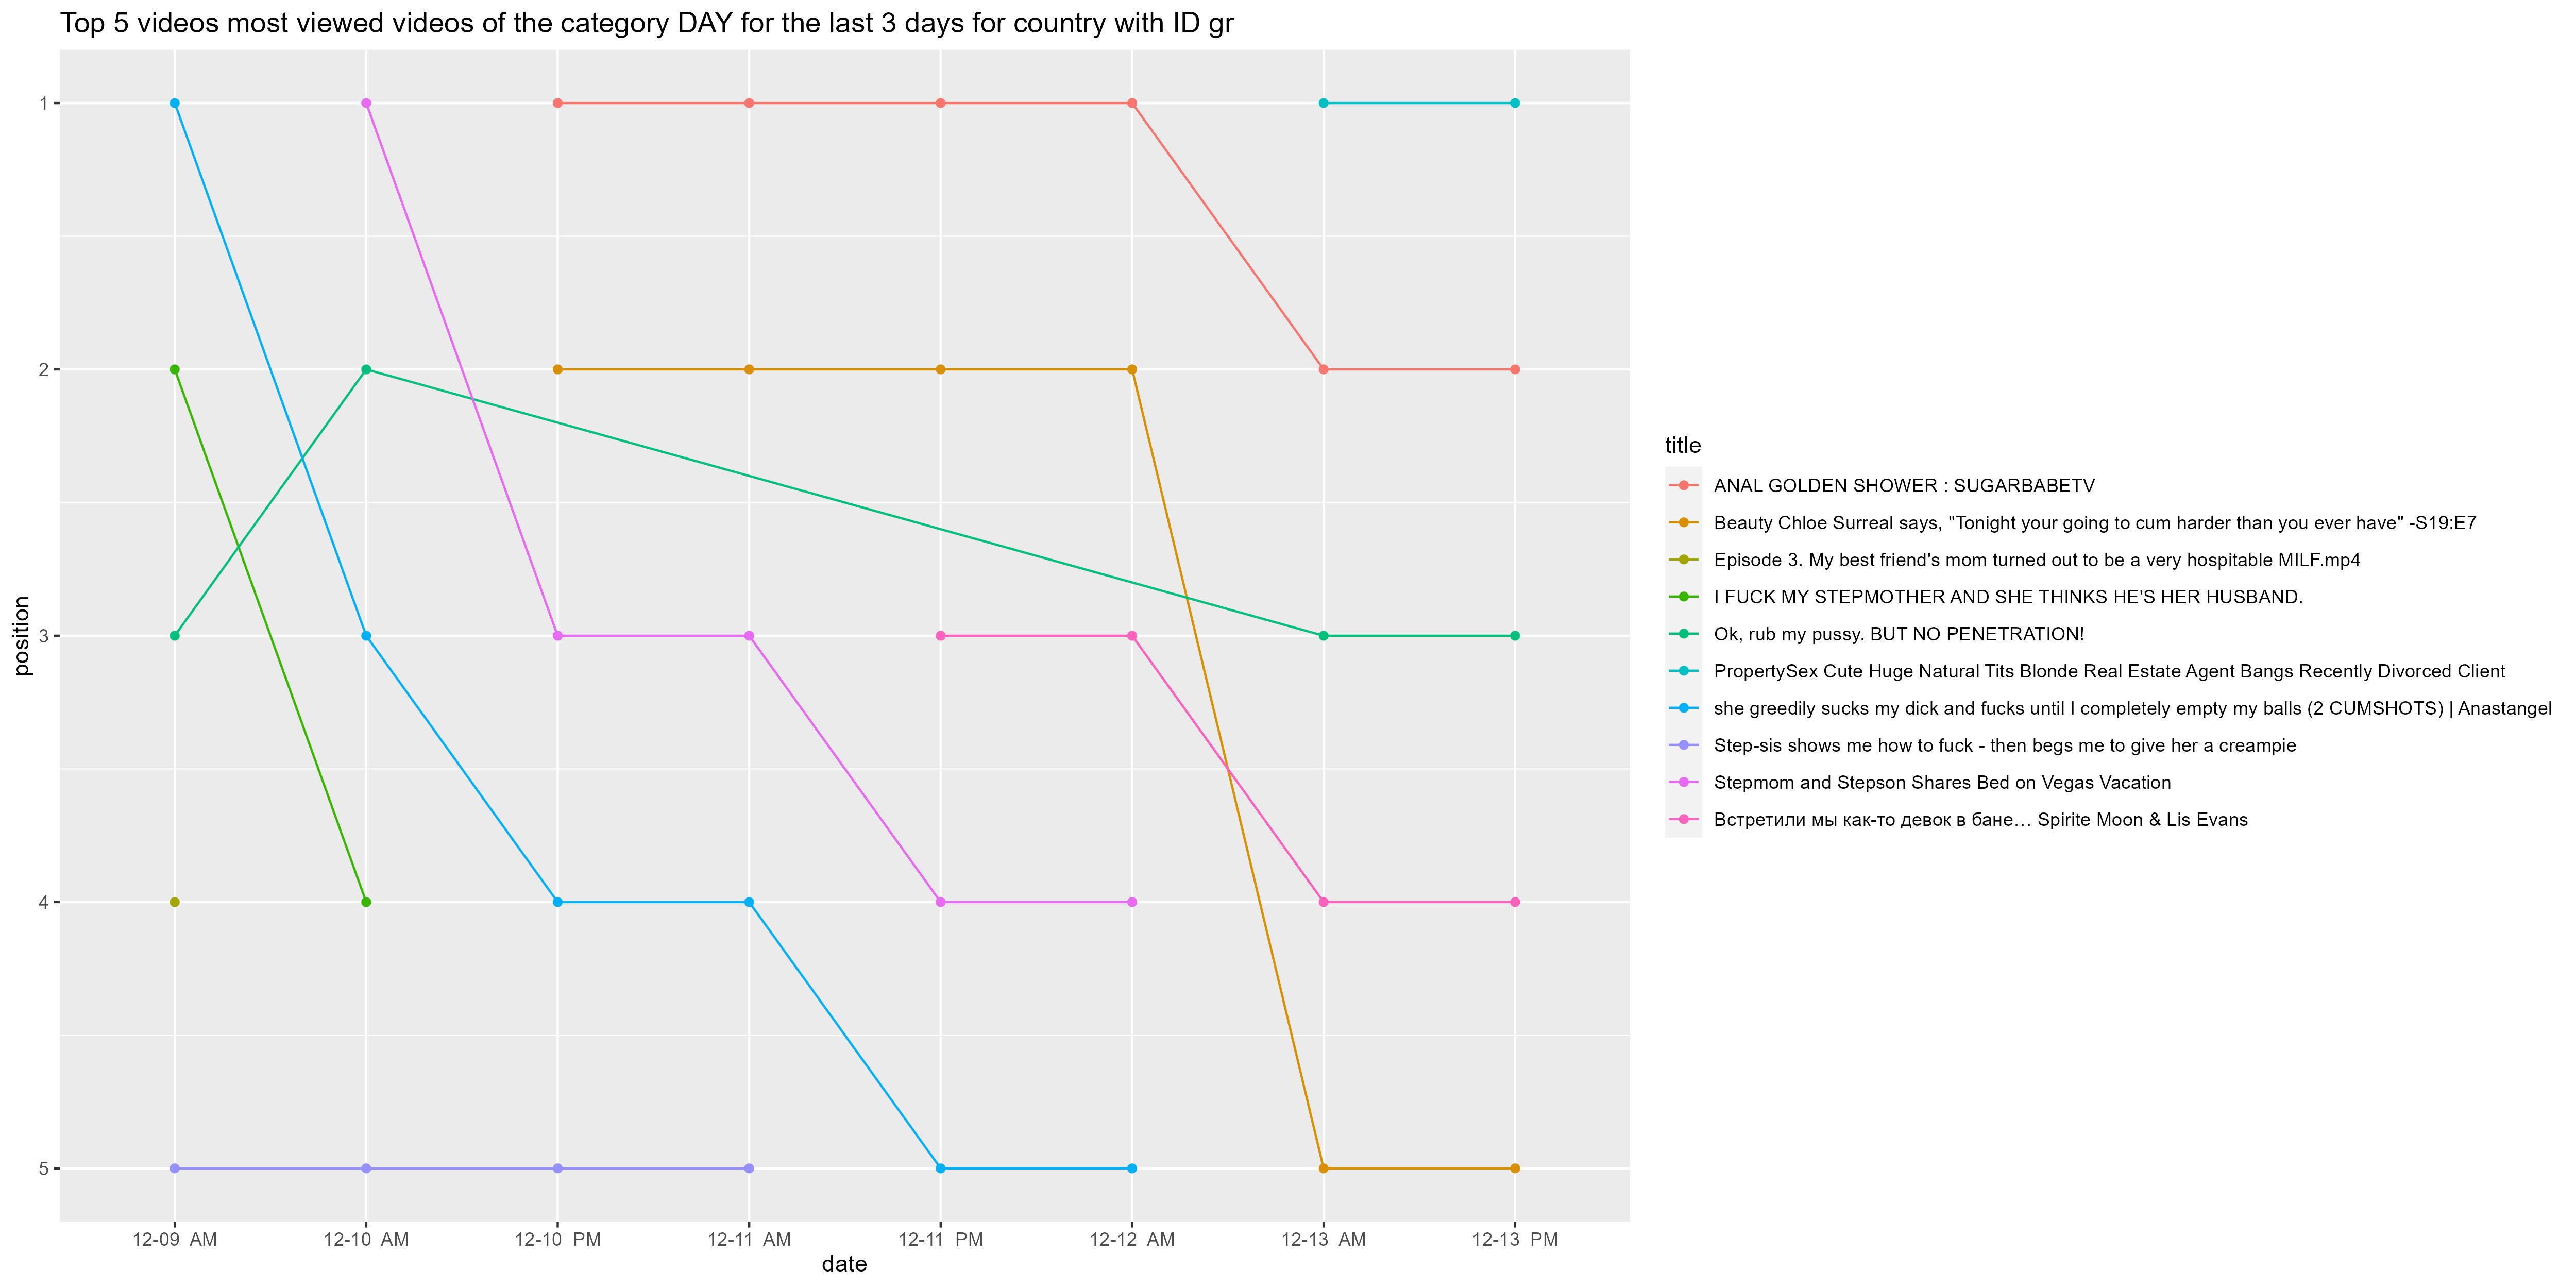 Top 5 videos most viewed videos of the category DAY for the last 3 days for country with ID gr
position
1
2
3
4
5
12-09 AM
12-10 AM
12-10 PM
12-11 AM
12-11 PM
12-12 AM
12-13 AM
12-13 PM
date
title
ANAL GOLDEN SHOWER : SUGARBABETV
Beauty Chloe Surreal says, "Tonight your going to cum harder than you ever have" -S19:E7
Episode 3. My best friend's mom turned out to be a very hospitable MILF.mp4
I FUCK MY STEPMOTHER AND SHE THINKS HE'S HER HUSBAND.
Ok, rub my pussy. BUT NO PENETRATION!
PropertySex Cute Huge Natural Tits Blonde Real Estate Agent Bangs Recently Divorced Client
she greedily sucks my dick and fucks until I completely empty my balls (2 CUMSHOTS) | Anastangel
Step-sis shows me how to fuck - then begs me to give her a creampie
Stepmom and Stepson Shares Bed on Vegas Vacation
Встретили мы как-то девок в бане… Spirite Moon & Lis Evans